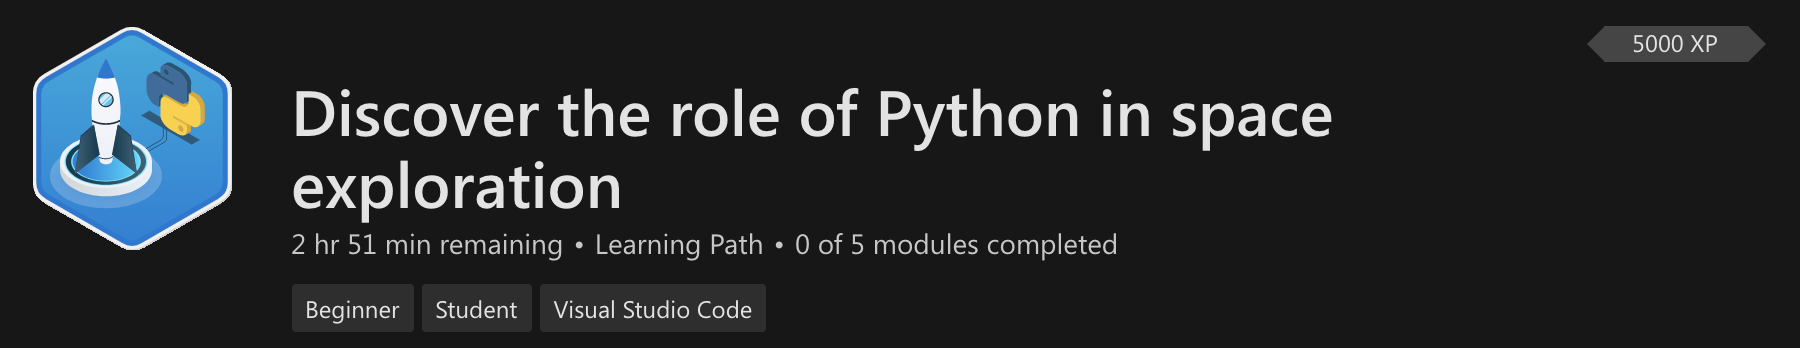 5000 XP
Discover the role of Python in space
exploration
2 hr 51 min remaining • Learning Path • 0 of 5 modules completed
Beginner Student Visual Studio Code